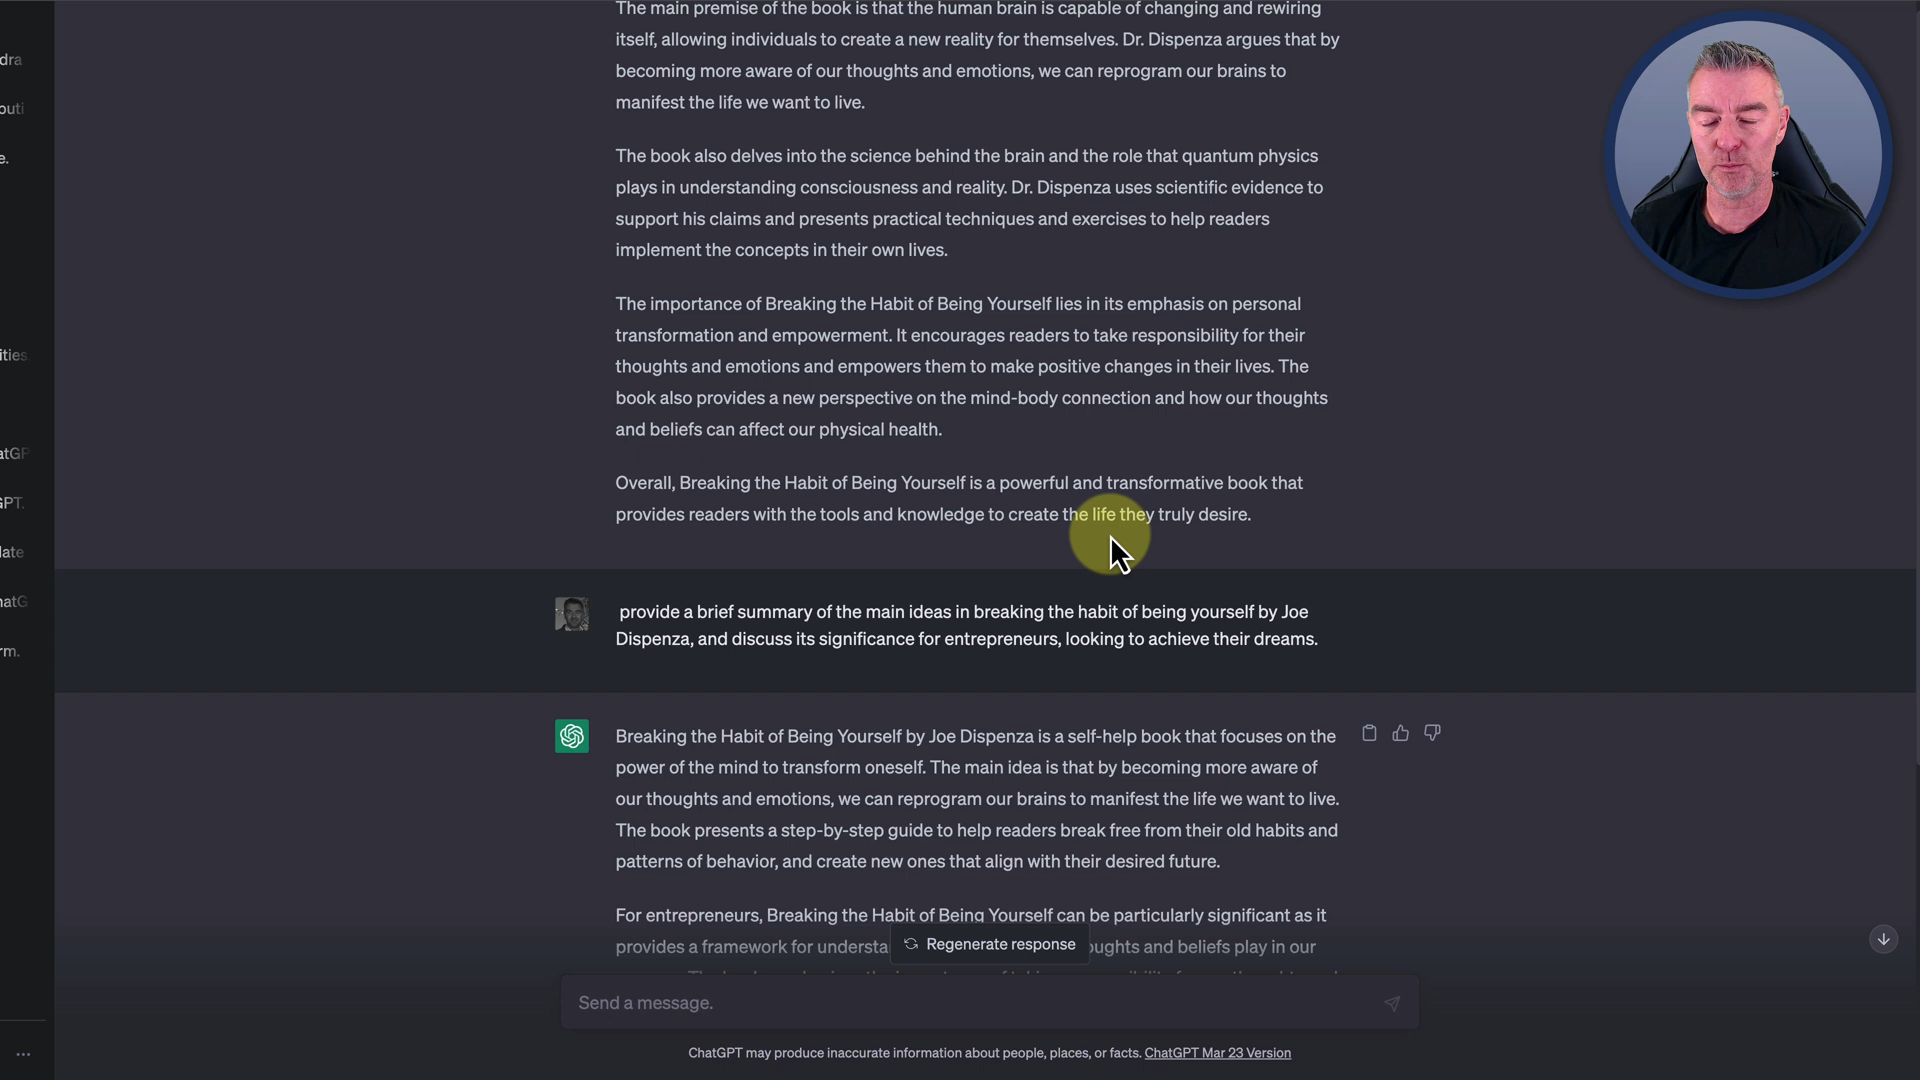 The main premise of the book is that the human brain is capable of changing and rewiring
itself, allowing individuals to create a new reality for themselves. Dr. Dispenza argues that by
becoming more aware of our thoughts and emotions, we can reprogram our brains to
manifest the life we want to live.
The book also delves into the science behind the brain and the role that quantum physics
plays in understanding consciousness and reality. Dr. Dispenza uses scientific evidence to
support his claims and presents practical techniques and exercises to help readers
implement the concepts in their own lives.
The importance of Breaking the Habit of Being Yourself lies in its emphasis on personal
transformation and empowerment. It encourages readers to take responsibility for their
thoughts and emotions and empowers them to make positive changes in their lives. The
book also provides a new perspective on the mind-body connection and how our thoughts
and beliefs can affect our physical health.
Overall, Breaking the Habit of Being Yourself is a powerful and transformative book that
provides readers with the tools and knowledge to create the life they truly desire.
provide a brief summary of the main ideas in breaking the habit of being yourself by Joe
Dispenza, and discuss its significance for entrepreneurs, looking to achieve their dreams.
Breaking the Habit of Being Yourself by Joe Dispenza is a self-help book that focuses on the
power of the mind to transform oneself. The main idea is that by becoming more aware of
our thoughts and emotions, we can reprogram our brains to manifest the life we want to live.
The book presents a step-by-step guide to help readers break free from their old habits and
patterns of behavior, and create new ones that align with their desired future.
For entrepreneurs, Breaking the Habit of Being Yourself can be particularly significant as it
provides a framework for understa oughts and beliefs play in our
Regenerate response
Send a message.
ChatGPT may produce inaccurate information about people, places, or facts. ChatGPT Mar 23 Version
dra
outi
e.
ities
atGP
GPT.
late
hatG
rm.